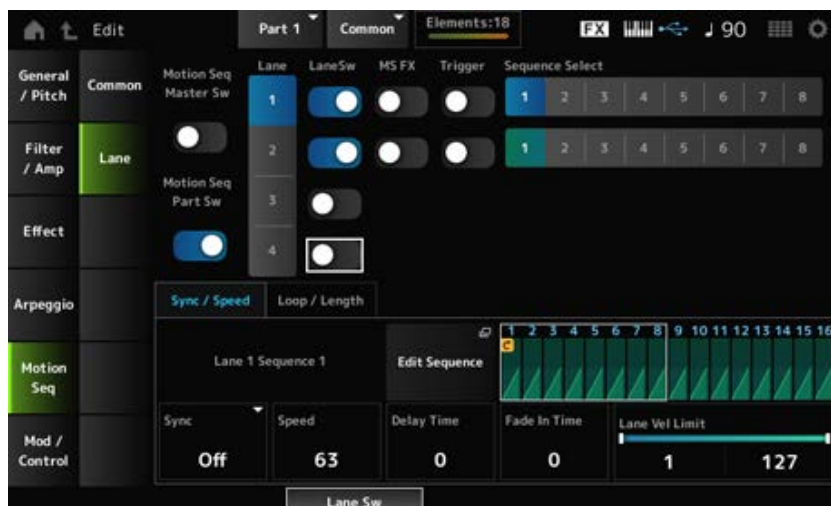 Edit
Part 1
Common
Elements:18
FX
90
General
/ Pitch
Common
Motion Seq
Master Sw
Lane
LaneSw
MS FX
Trigger
Sequence Select
1
1 2 3 4 5 6 7 8
Filter
/ Amp
Lane
2
1 2 3 4 5 6 7 8
Motion Seq
Part Sw
3
Effect
4
Arpeggio
Sync / Speed
Loop / Length
Motion
Seq
Lane 1 Sequence 1
Edit Sequence
1 2 3 4 5 6 7 8 9 10 11 12 13 14 15 16
C
Mod /
Control
Sync
Off
Speed
63
Delay Time
0
Fade In Time
0
Lane Vel Limit
1
127
Lane Sw